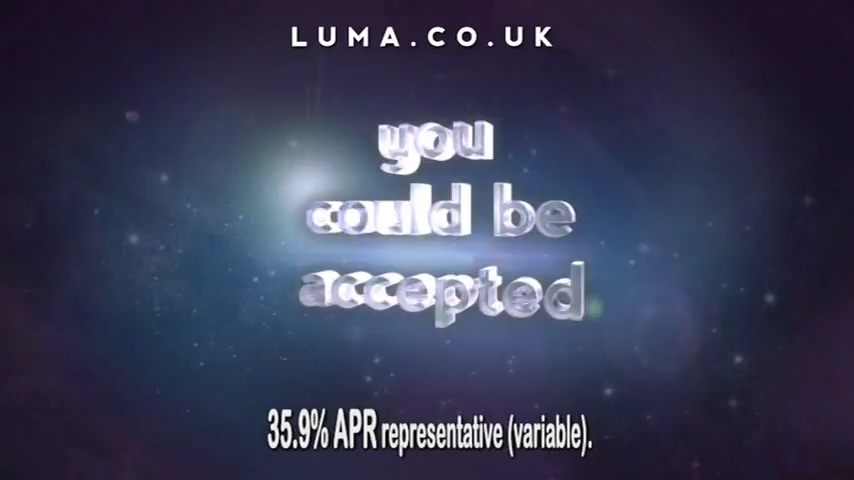 LUMA.CO.UK
you
could be
accepted
35.9% APR representative (variable).